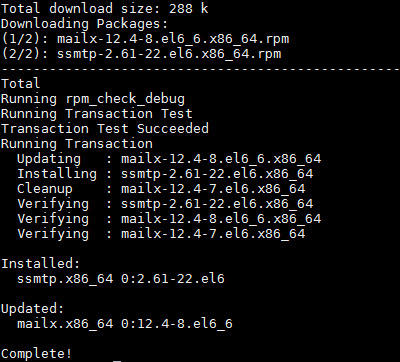 Total download size: 288 k
Downloading Packages:
(1/2): mailx-12.4-8.el6_6.x86_64.rpm
(2/2): ssmtp-2.61-22.el6.x86_64.rpm
--------------------------------------------------
Total
Running rpm_check_debug
Running Transaction Test
Transaction Test Succeeded
Running Transaction
  Updating   : mailx-12.4-8.el6_6.x86_64
  Installing : ssmtp-2.61-22.el6.x86_64
  Cleanup    : mailx-12.4-7.el6.x86_64
  Verifying  : ssmtp-2.61-22.el6.x86_64
  Verifying  : mailx-12.4-8.el6_6.x86_64
  Verifying  : mailx-12.4-7.el6.x86_64
Installed:
  ssmtp.x86_64 0:2.61-22.el6
Updated:
  mailx.x86_64 0:12.4-8.el6_6
Complete!